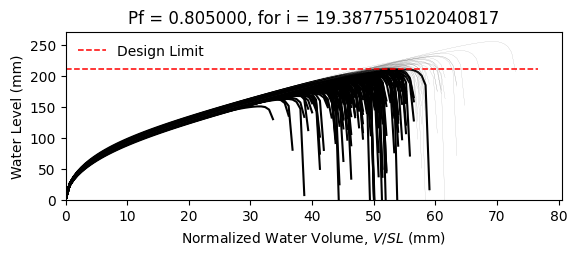 Pf = 0.805000, for i = 19.387755102040817
Design Limit
Water Level (mm)
250
200
150
100
50
0
0 10 20 30 40 50 60 70 80
Normalized Water Volume, V/SL (mm)